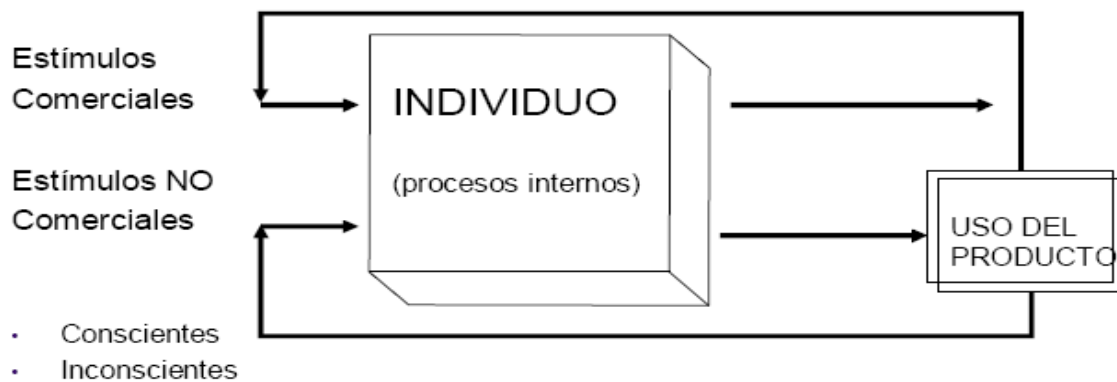 Estímulos
Comerciales
INDIVIDUO
(procesos internos)
Estímulos NO
Comerciales
USO DEL
PRODUCTO
• Conscientes
• Inconscientes